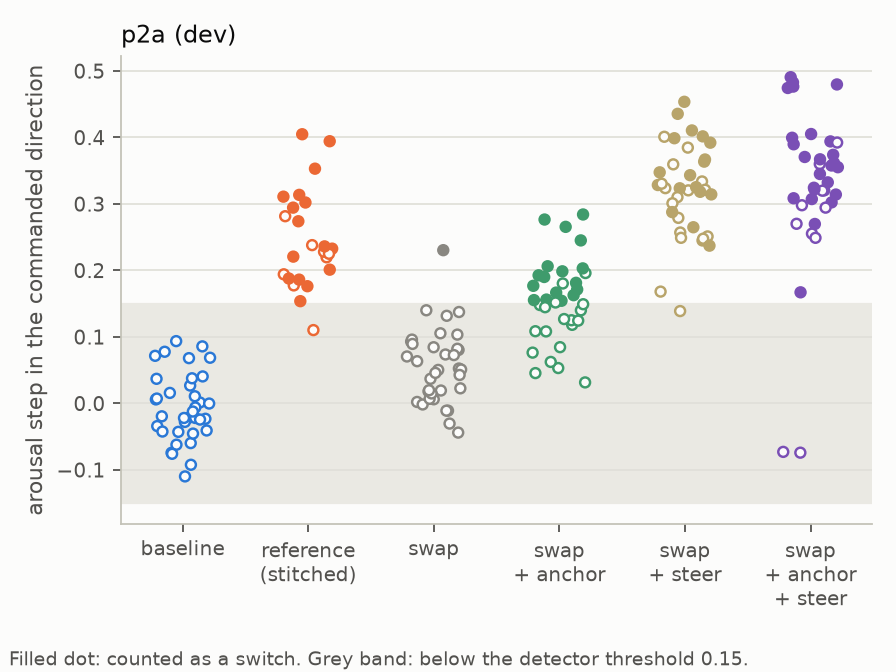 p2a (dev)
arousal step in the commanded direction
0.5
0.4
0.3
0.2
0.1
0.0
−0.1
baseline
reference
(stitched)
swap
swap
+ anchor
swap
+ steer
swap
+ anchor
+ steer
Filled dot: counted as a switch. Grey band: below the detector threshold 0.15.